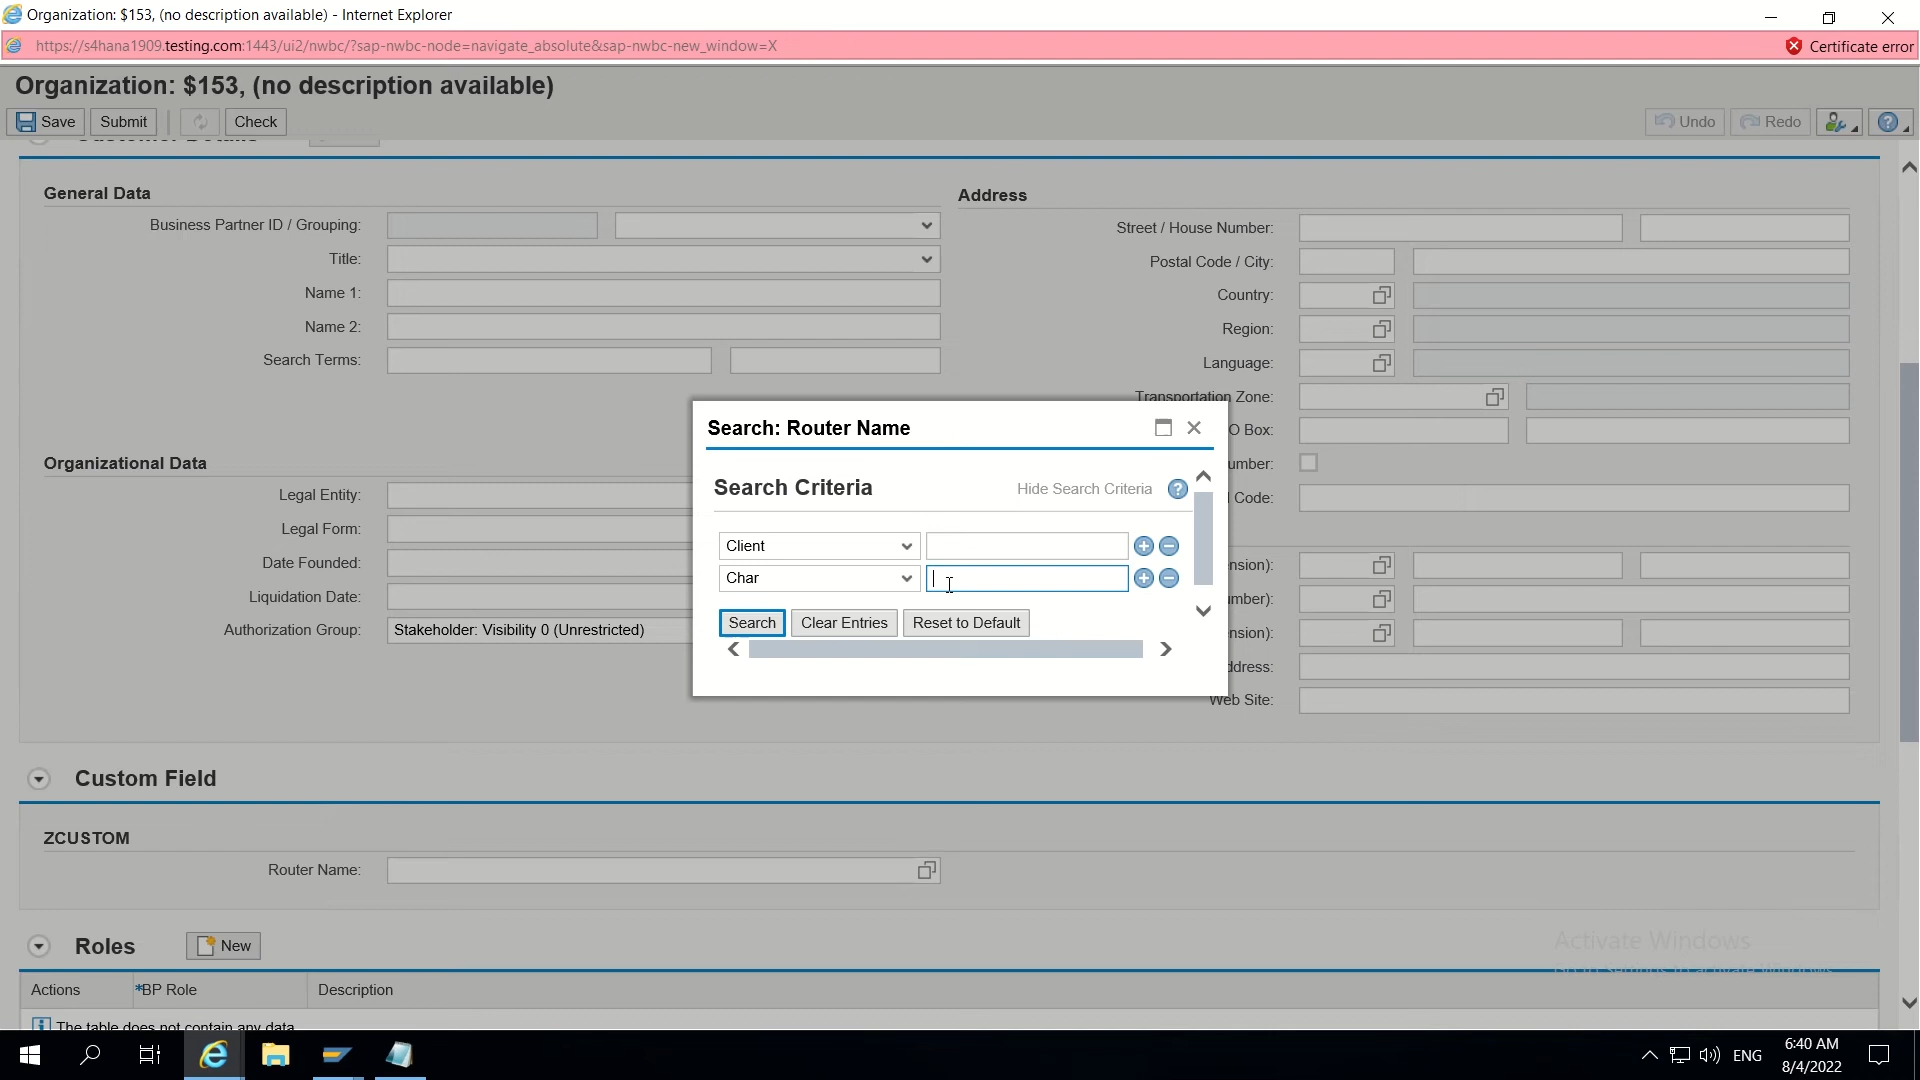 Organization: $153, (no description available) - Internet Explorer
https://s4hana1909.testing.com:1443/ui2/nwbc/?sap-nwbc-node=navigate_absolute&sap-nwbc-new_window=X
Certificate error
Organization: $153, (no description available)
Save Submit Check Undo Redo
General Data
Address
Business Partner ID / Grouping:
Street / House Number:
Title:
Postal Code / City:
Name 1:
Country:
Name 2:
Region:
Search Terms:
Language:
Transportation Zone:
Search: Router Name
O Box:
Organizational Data
umber:
Search Criteria Hide Search Criteria
Legal Entity:
l Code:
Legal Form:
Client
Date Founded:
nsion):
Char
Liquidation Date:
mber):
Search Clear Entries Reset to Default
Authorization Group: Stakeholder: Visibility 0 (Unrestricted)
nsion):
ddress:
Web Site:
Custom Field
ZCUSTOM
Router Name:
Roles New
Activate Windows
Actions *BP Role Description
The table does not contain any data
ENG
6:40 AM
8/4/2022